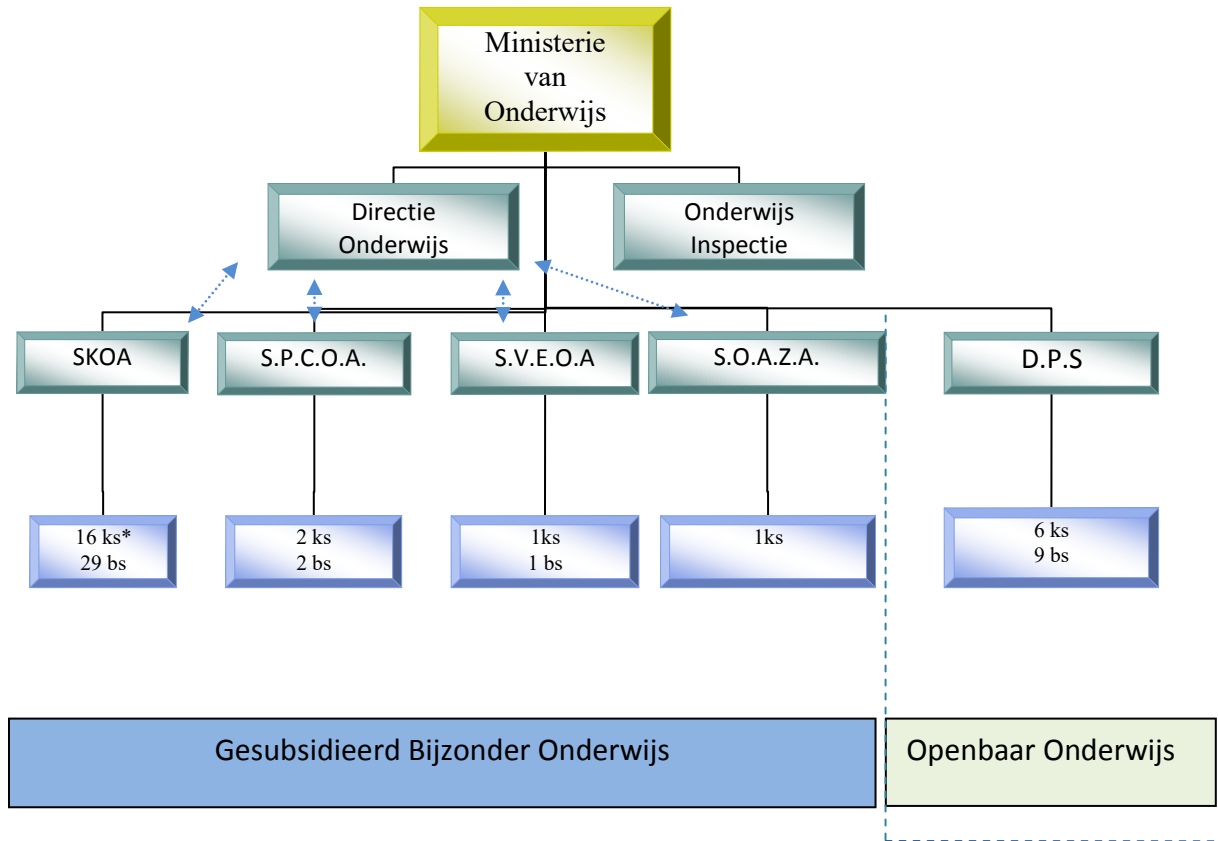 Ministerie
van
Onderwijs
Directie
Onderwijs
Onderwijs
Inspectie
SKOA
S.P.C.O.A.
S.V.E.O.A
S.O.A.Z.A.
D.P.S
16 ks*
29 bs
2 ks
2 bs
1ks
1 bs
1ks
6 ks
9 bs
Gesubsidieerd Bijzonder Onderwijs
Openbaar Onderwijs